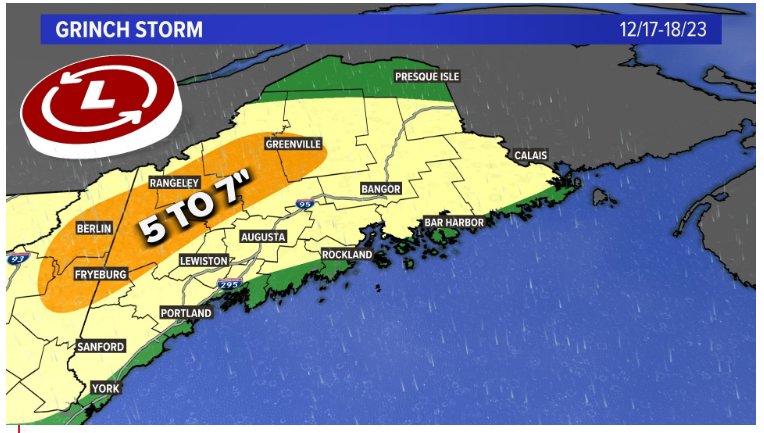 GRINCH STORM
12/17-18/23
L
PRESQUE ISLE
GREENVILLE
CALAIS
RANGELEY
5 TO 7"
BANGOR
95
BERLIN
BAR HARBOR
AUGUSTA
ROCKLAND
LEWISTON
93
FRYEBURG
295
PORTLAND
SANFORD
YORK